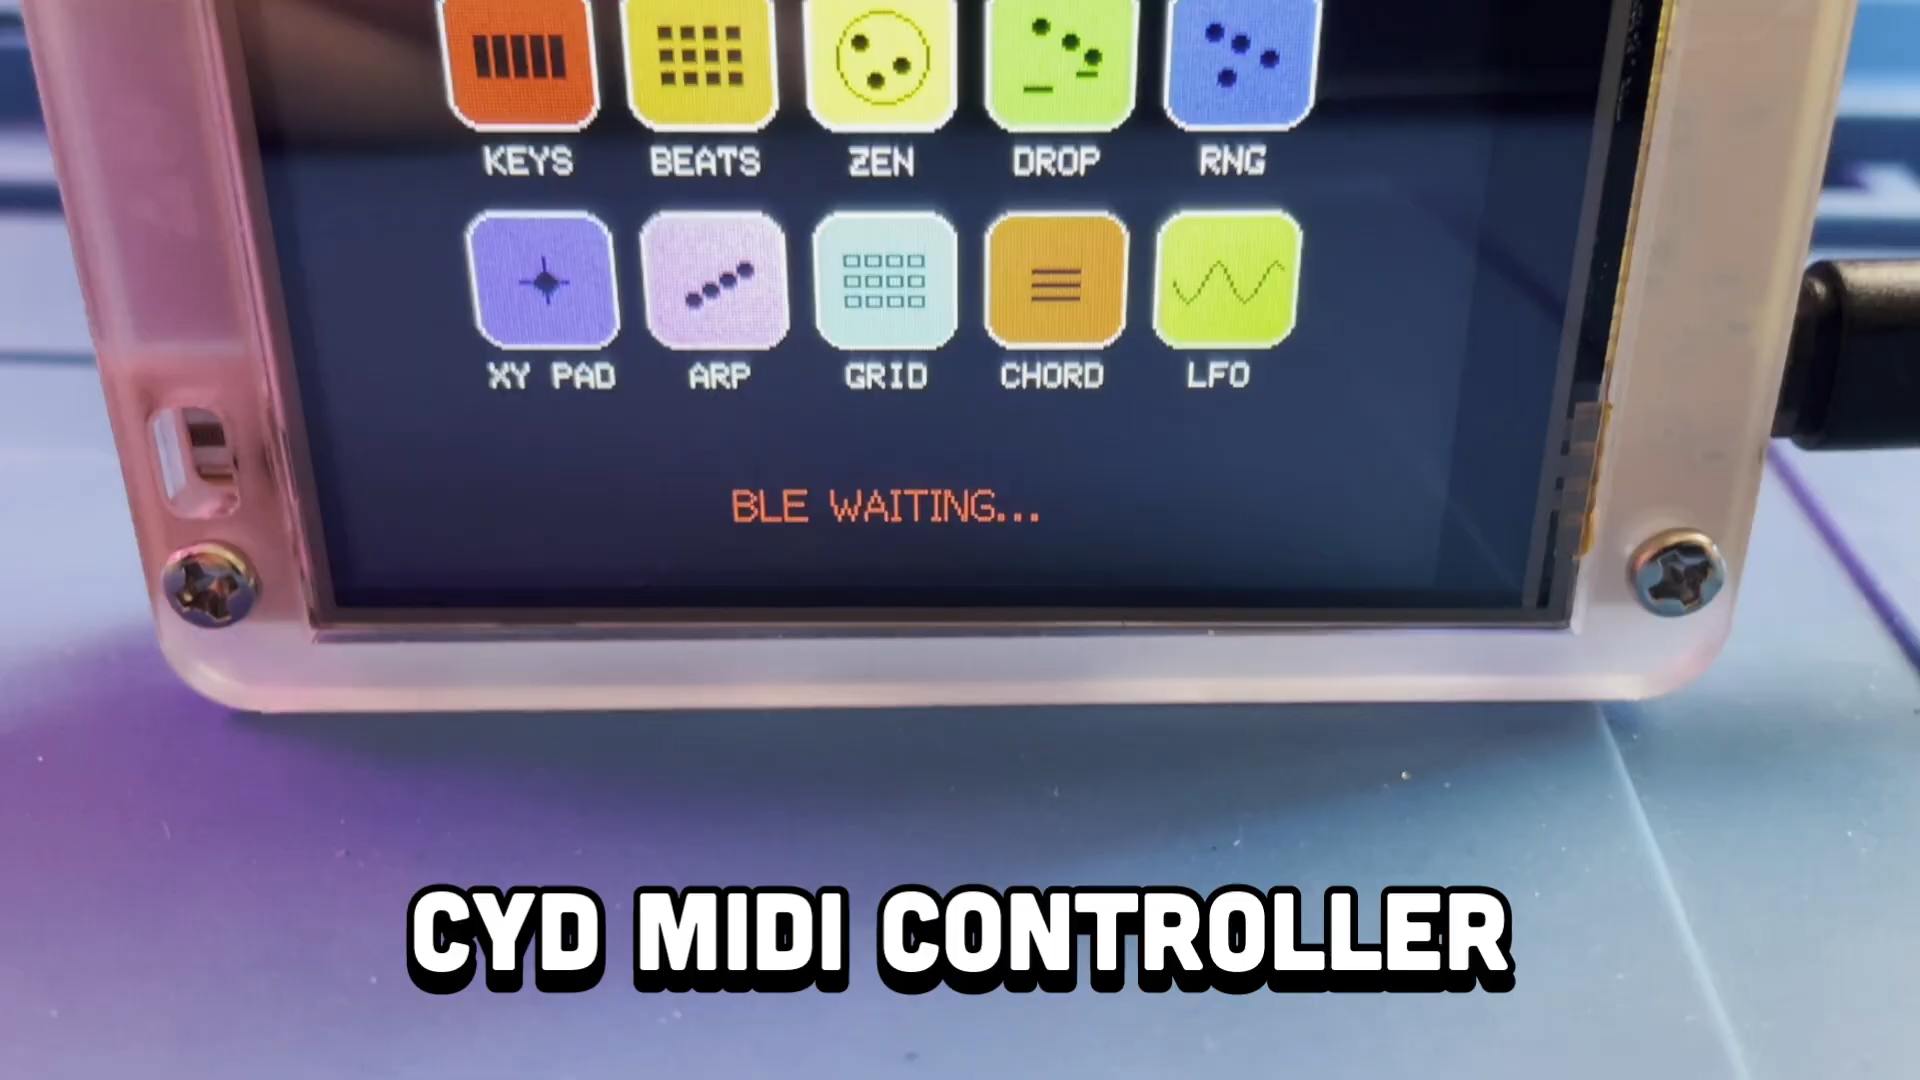 KEYS BEATS ZEN DROP RNG
XY PAD ARP GRID CHORD LFO
BLE WAITING...
CYD MIDI CONTROLLER